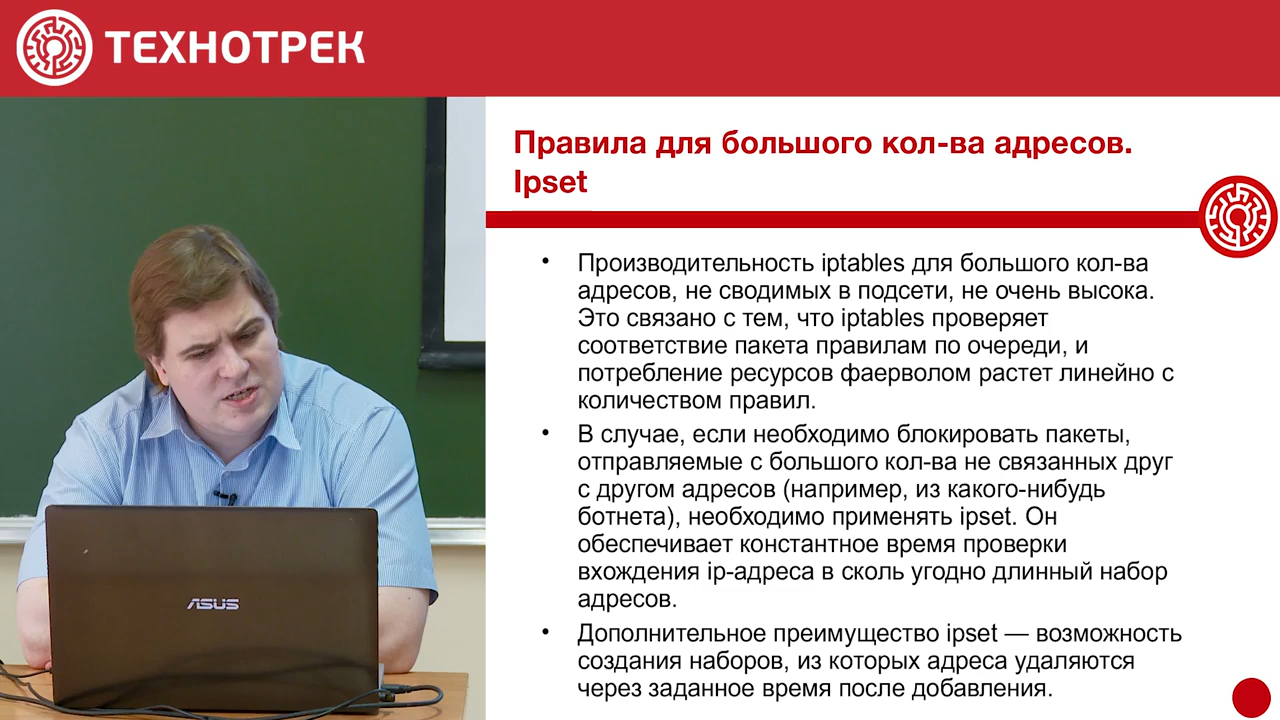 ТЕХНОТРЕК
Правила для большого кол-ва адресов.
Ipset
• Производительность iptables для большого кол-ва
адресов, не сводимых в подсети, не очень высока.
Это связано с тем, что iptables проверяет
соответствие пакета правилам по очереди, и
потребление ресурсов фаерволом растет линейно с
количеством правил.
• В случае, если необходимо блокировать пакеты,
отправляемые с большого кол-ва не связанных друг
с другом адресов (например, из какого-нибудь
ботнета), необходимо применять ipset. Он
обеспечивает константное время проверки
вхождения ip-адреса в сколь угодно длинный набор
адресов.
• Дополнительное преимущество ipset — возможность
создания наборов, из которых адреса удаляются
через заданное время после добавления.
ASUS